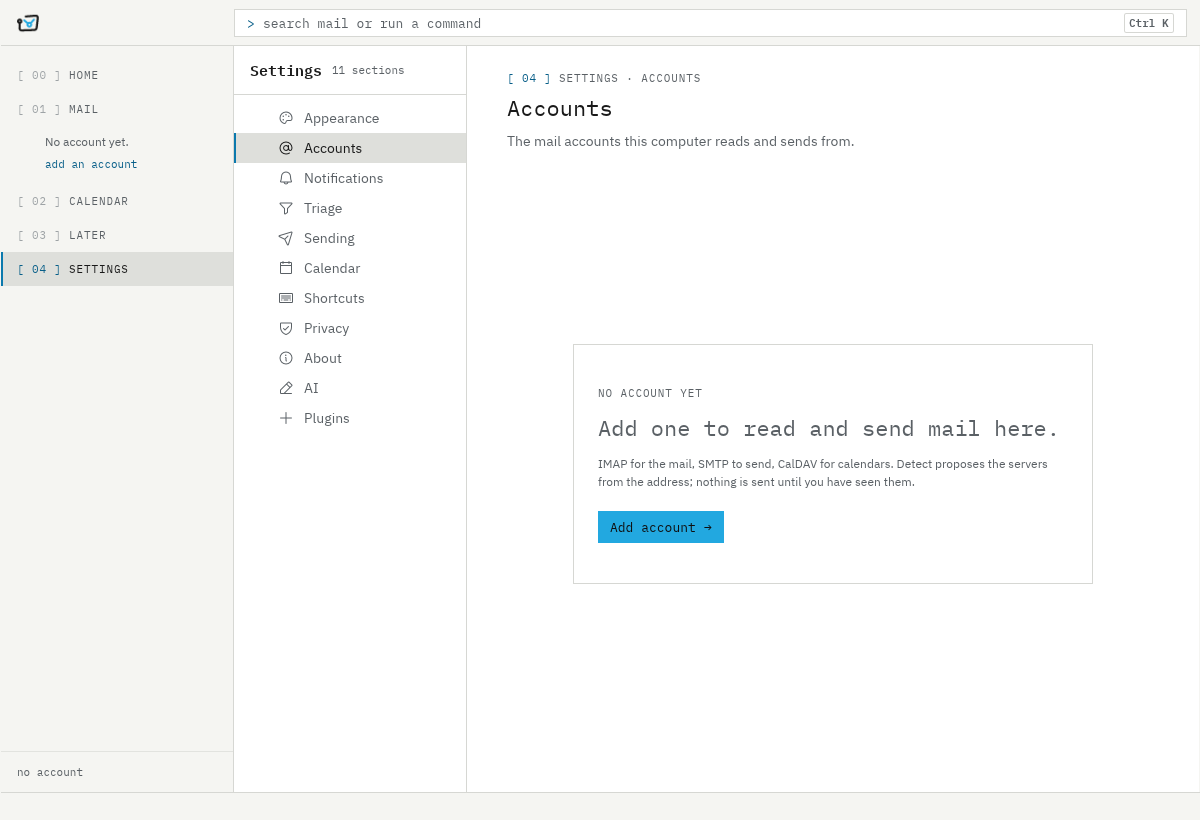 > search mail or run a command
Ctrl K
[ 00 ] HOME
[ 01 ] MAIL
No account yet.
add an account
[ 02 ] CALENDAR
[ 03 ] LATER
[ 04 ] SETTINGS
no account
Settings 11 sections
Appearance
Accounts
Notifications
Triage
Sending
Calendar
Shortcuts
Privacy
About
AI
Plugins
[ 04 ] SETTINGS · ACCOUNTS
Accounts
The mail accounts this computer reads and sends from.
NO ACCOUNT YET
Add one to read and send mail here.
IMAP for the mail, SMTP to send, CalDAV for calendars. Detect proposes the servers
from the address; nothing is sent until you have seen them.
Add account →